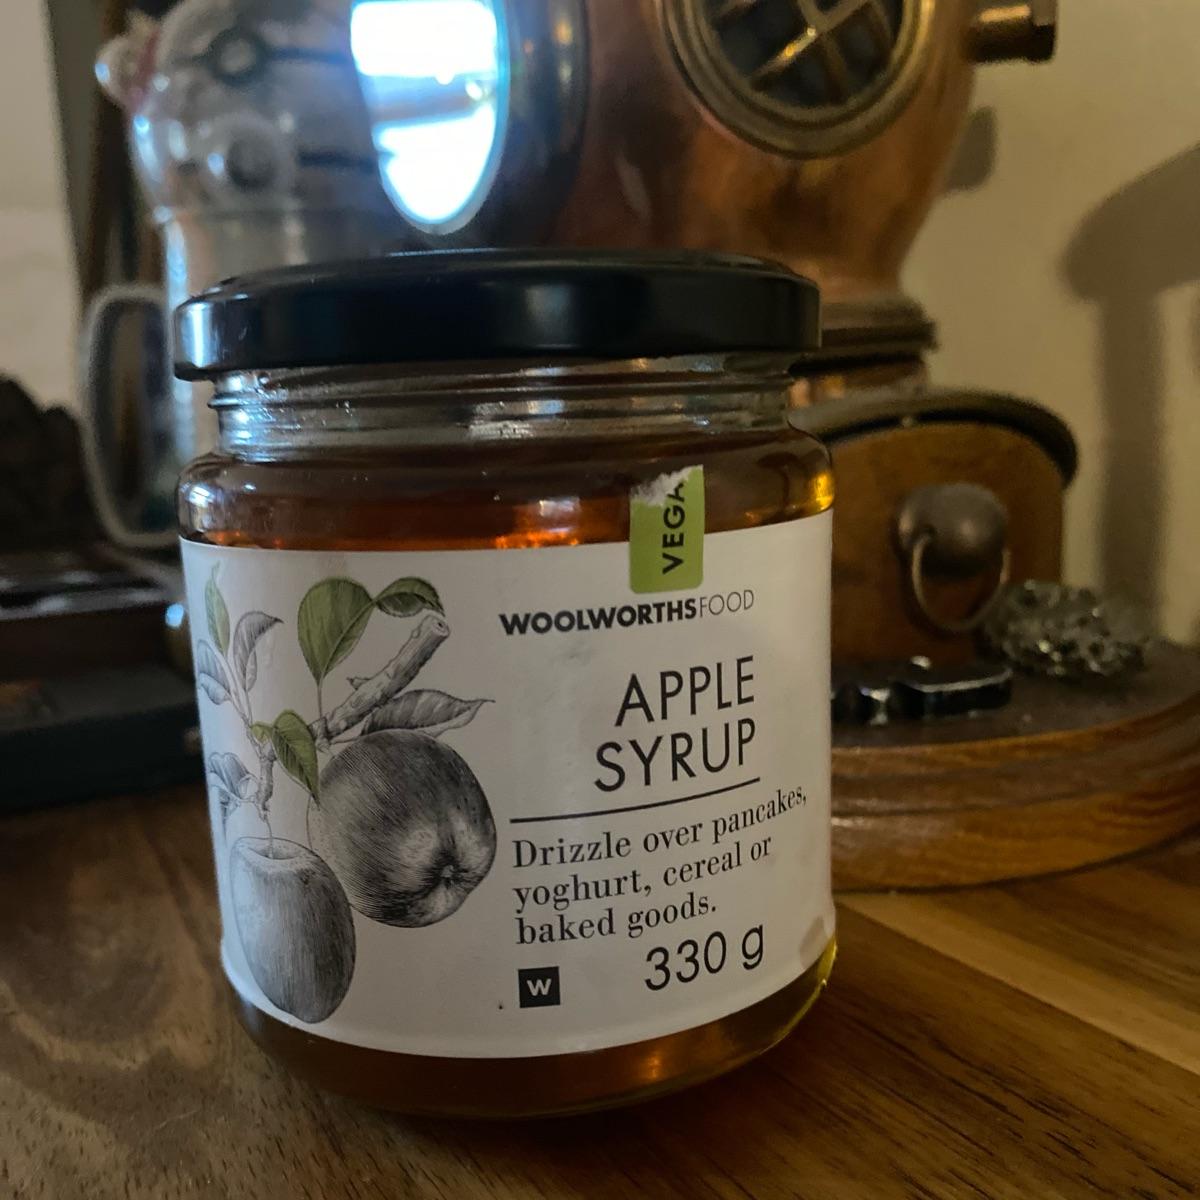 VEGA
WOOLWORTHSFOOD
APPLE
SYRUP
Drizzle over pancakes,
yoghurt, cereal or
baked goods.
330 g
W